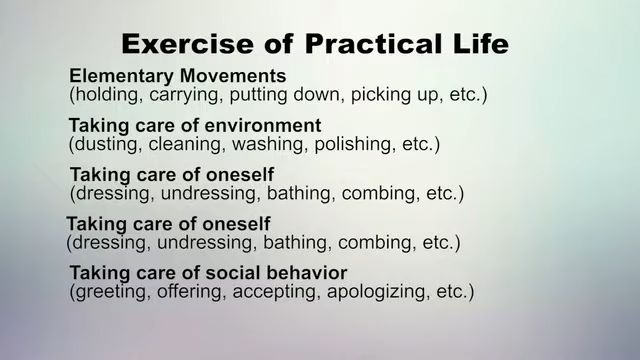 Exercise of Practical Life
Elementary Movements
(holding, carrying, putting down, picking up, etc.)
Taking care of environment
(dusting, cleaning, washing, polishing, etc.)
Taking care of oneself
(dressing, undressing, bathing, combing, etc.)
Taking care of oneself
(dressing, undressing, bathing, combing, etc.)
Taking care of social behavior
(greeting, offering, accepting, apologizing, etc.)